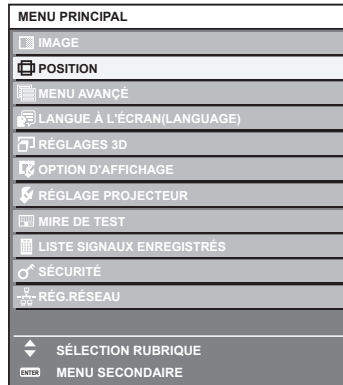 MENU PRINCIPAL
IMAGE
POSITION
MENU AVANÇÉ
LANGUE À L'ÉCRAN(LANGUAGE)
RÉGLAGES 3D
OPTION D'AFFICHAGE
RÉGLAGE PROJECTEUR
MIRE DE TEST
LISTE SIGNAUX ENREGISTRÉS
SÉCURITÉ
RÉG.RÉSEAU
SÉLECTION RUBRIQUE
ENTER MENU SECONDAIRE